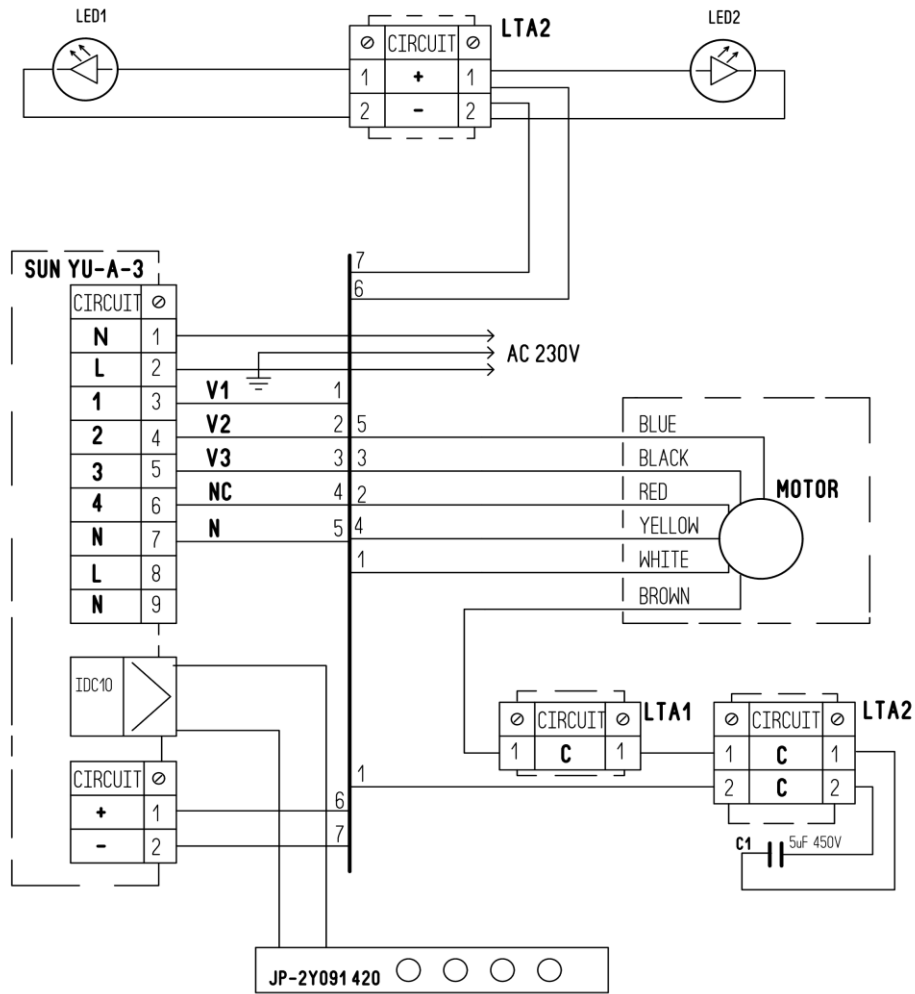 LED1
LTA2
LED2
CIRCUIT
1 + 1
2 - 2
7
6
SUN YU-A-3
CIRCUIT
N 1
L 2
1 3
2 4
3 5
4 6
N 7
L 8
N 9
AC 230V
V1 1
V2 2 5
V3 3 3
NC 4 2
N 5 4
1
BLUE
BLACK
RED
YELLOW
WHITE
BROWN
MOTOR
IDC10
CIRCUIT
+ 1
- 2
1
6
7
CIRCUIT LTA1
1 C 1
CIRCUIT LTA2
1 C 1
2 C 2
C1 5uF 450V
JP-2Y091420